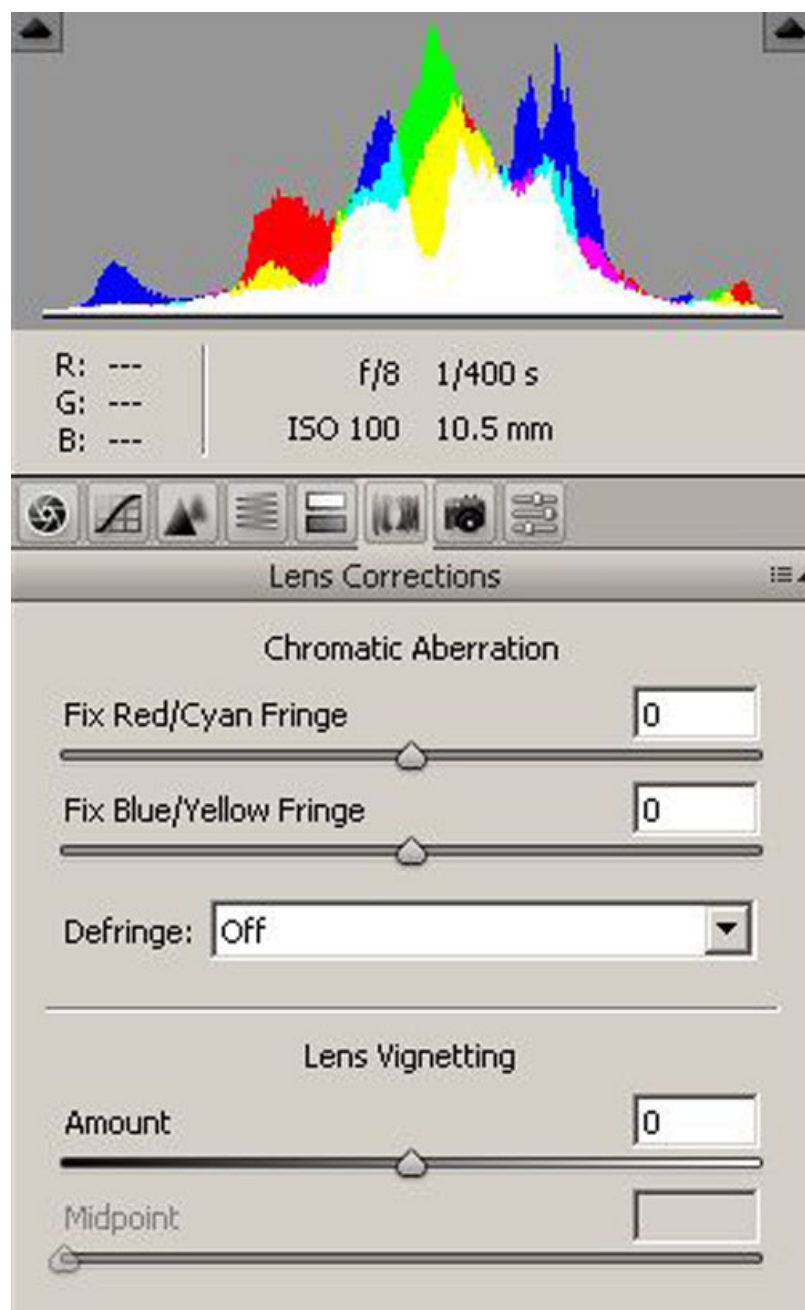 R: ---
G: ---
B: ---
f/8 1/400 s
ISO 100 10.5 mm
Lens Corrections
Chromatic Aberration
Fix Red/Cyan Fringe 0
Fix Blue/Yellow Fringe 0
Defringe: Off
Lens Vignetting
Amount 0
Midpoint